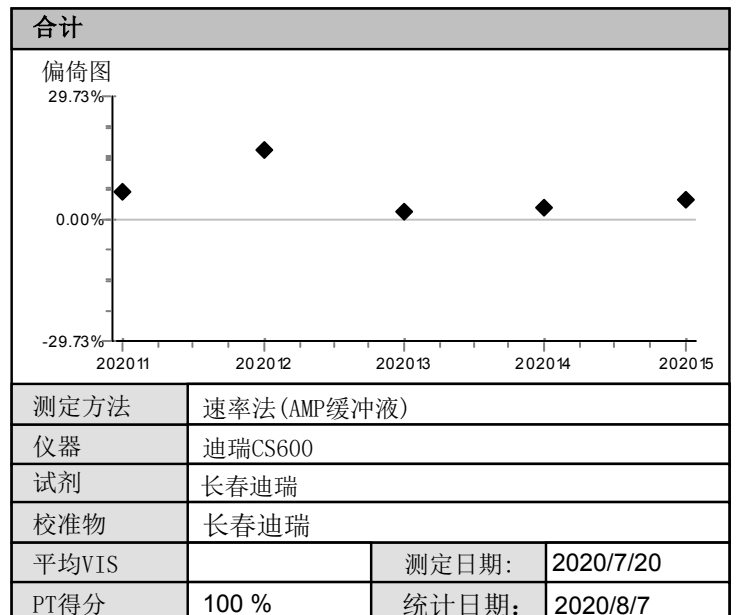 合计
偏倚图
29.73%
0.00%
-29.73%
202011 202012 202013 202014 202015
测定方法 速率法(AMP缓冲液)
仪器 迪瑞CS600
试剂 长春迪瑞
校准物 长春迪瑞
平均VIS 测定日期: 2020/7/20
PT得分 100 % 统计日期: 2020/8/7